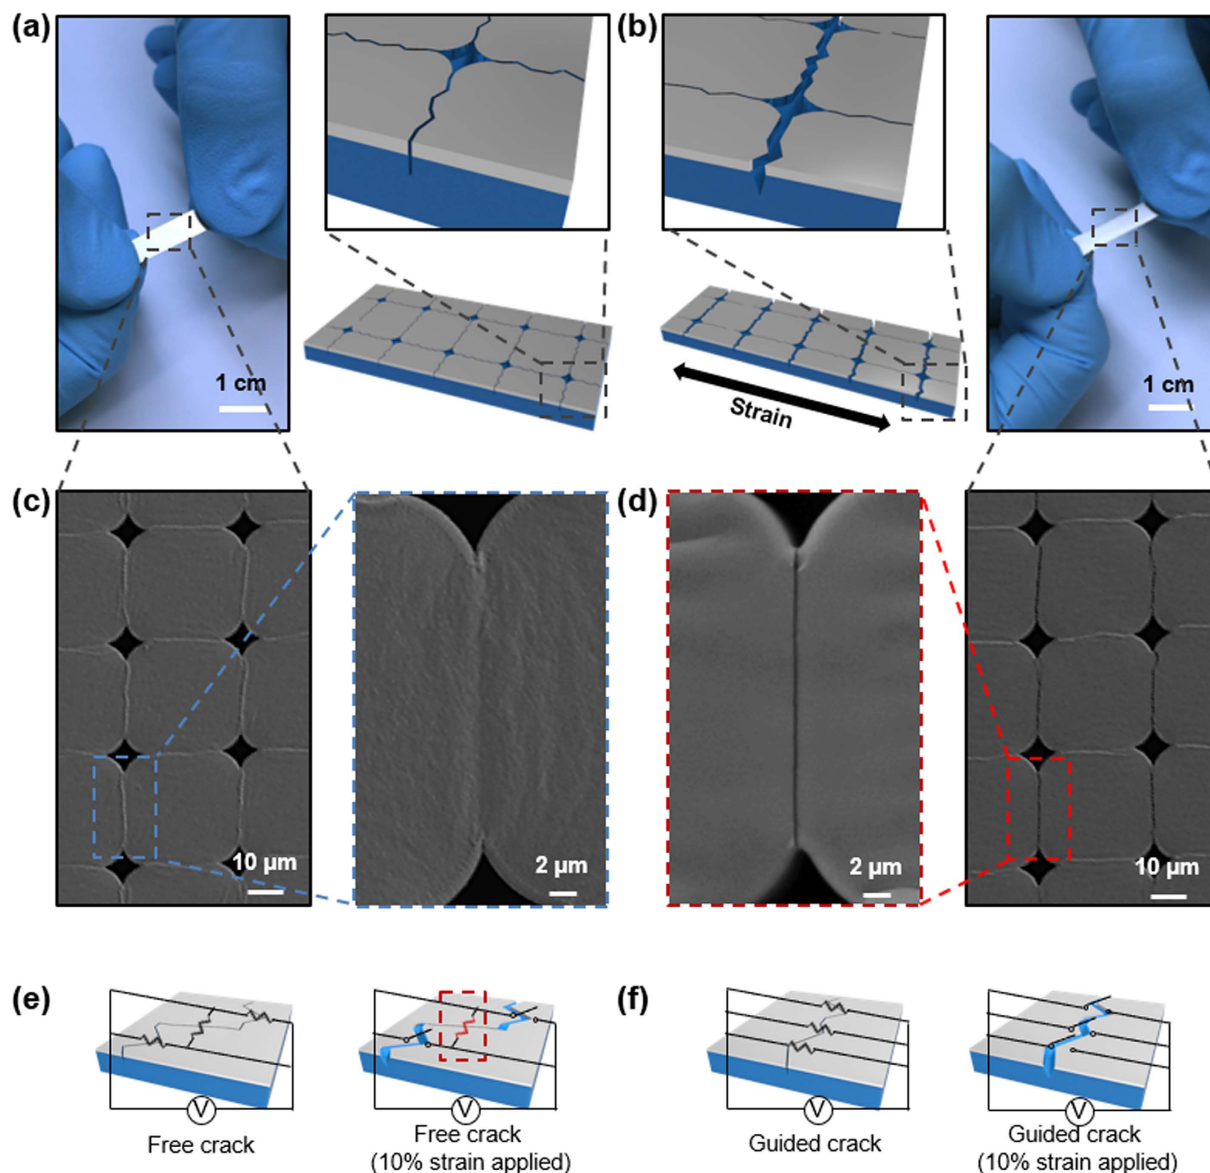 (a)
(b)
1 cm
Strain
1 cm
(c)
(d)
10 μm
2 μm
2 μm
10 μm
(e)
(f)
V
V
V
V
Free crack
Free crack
(10% strain applied)
Guided crack
Guided crack
(10% strain applied)